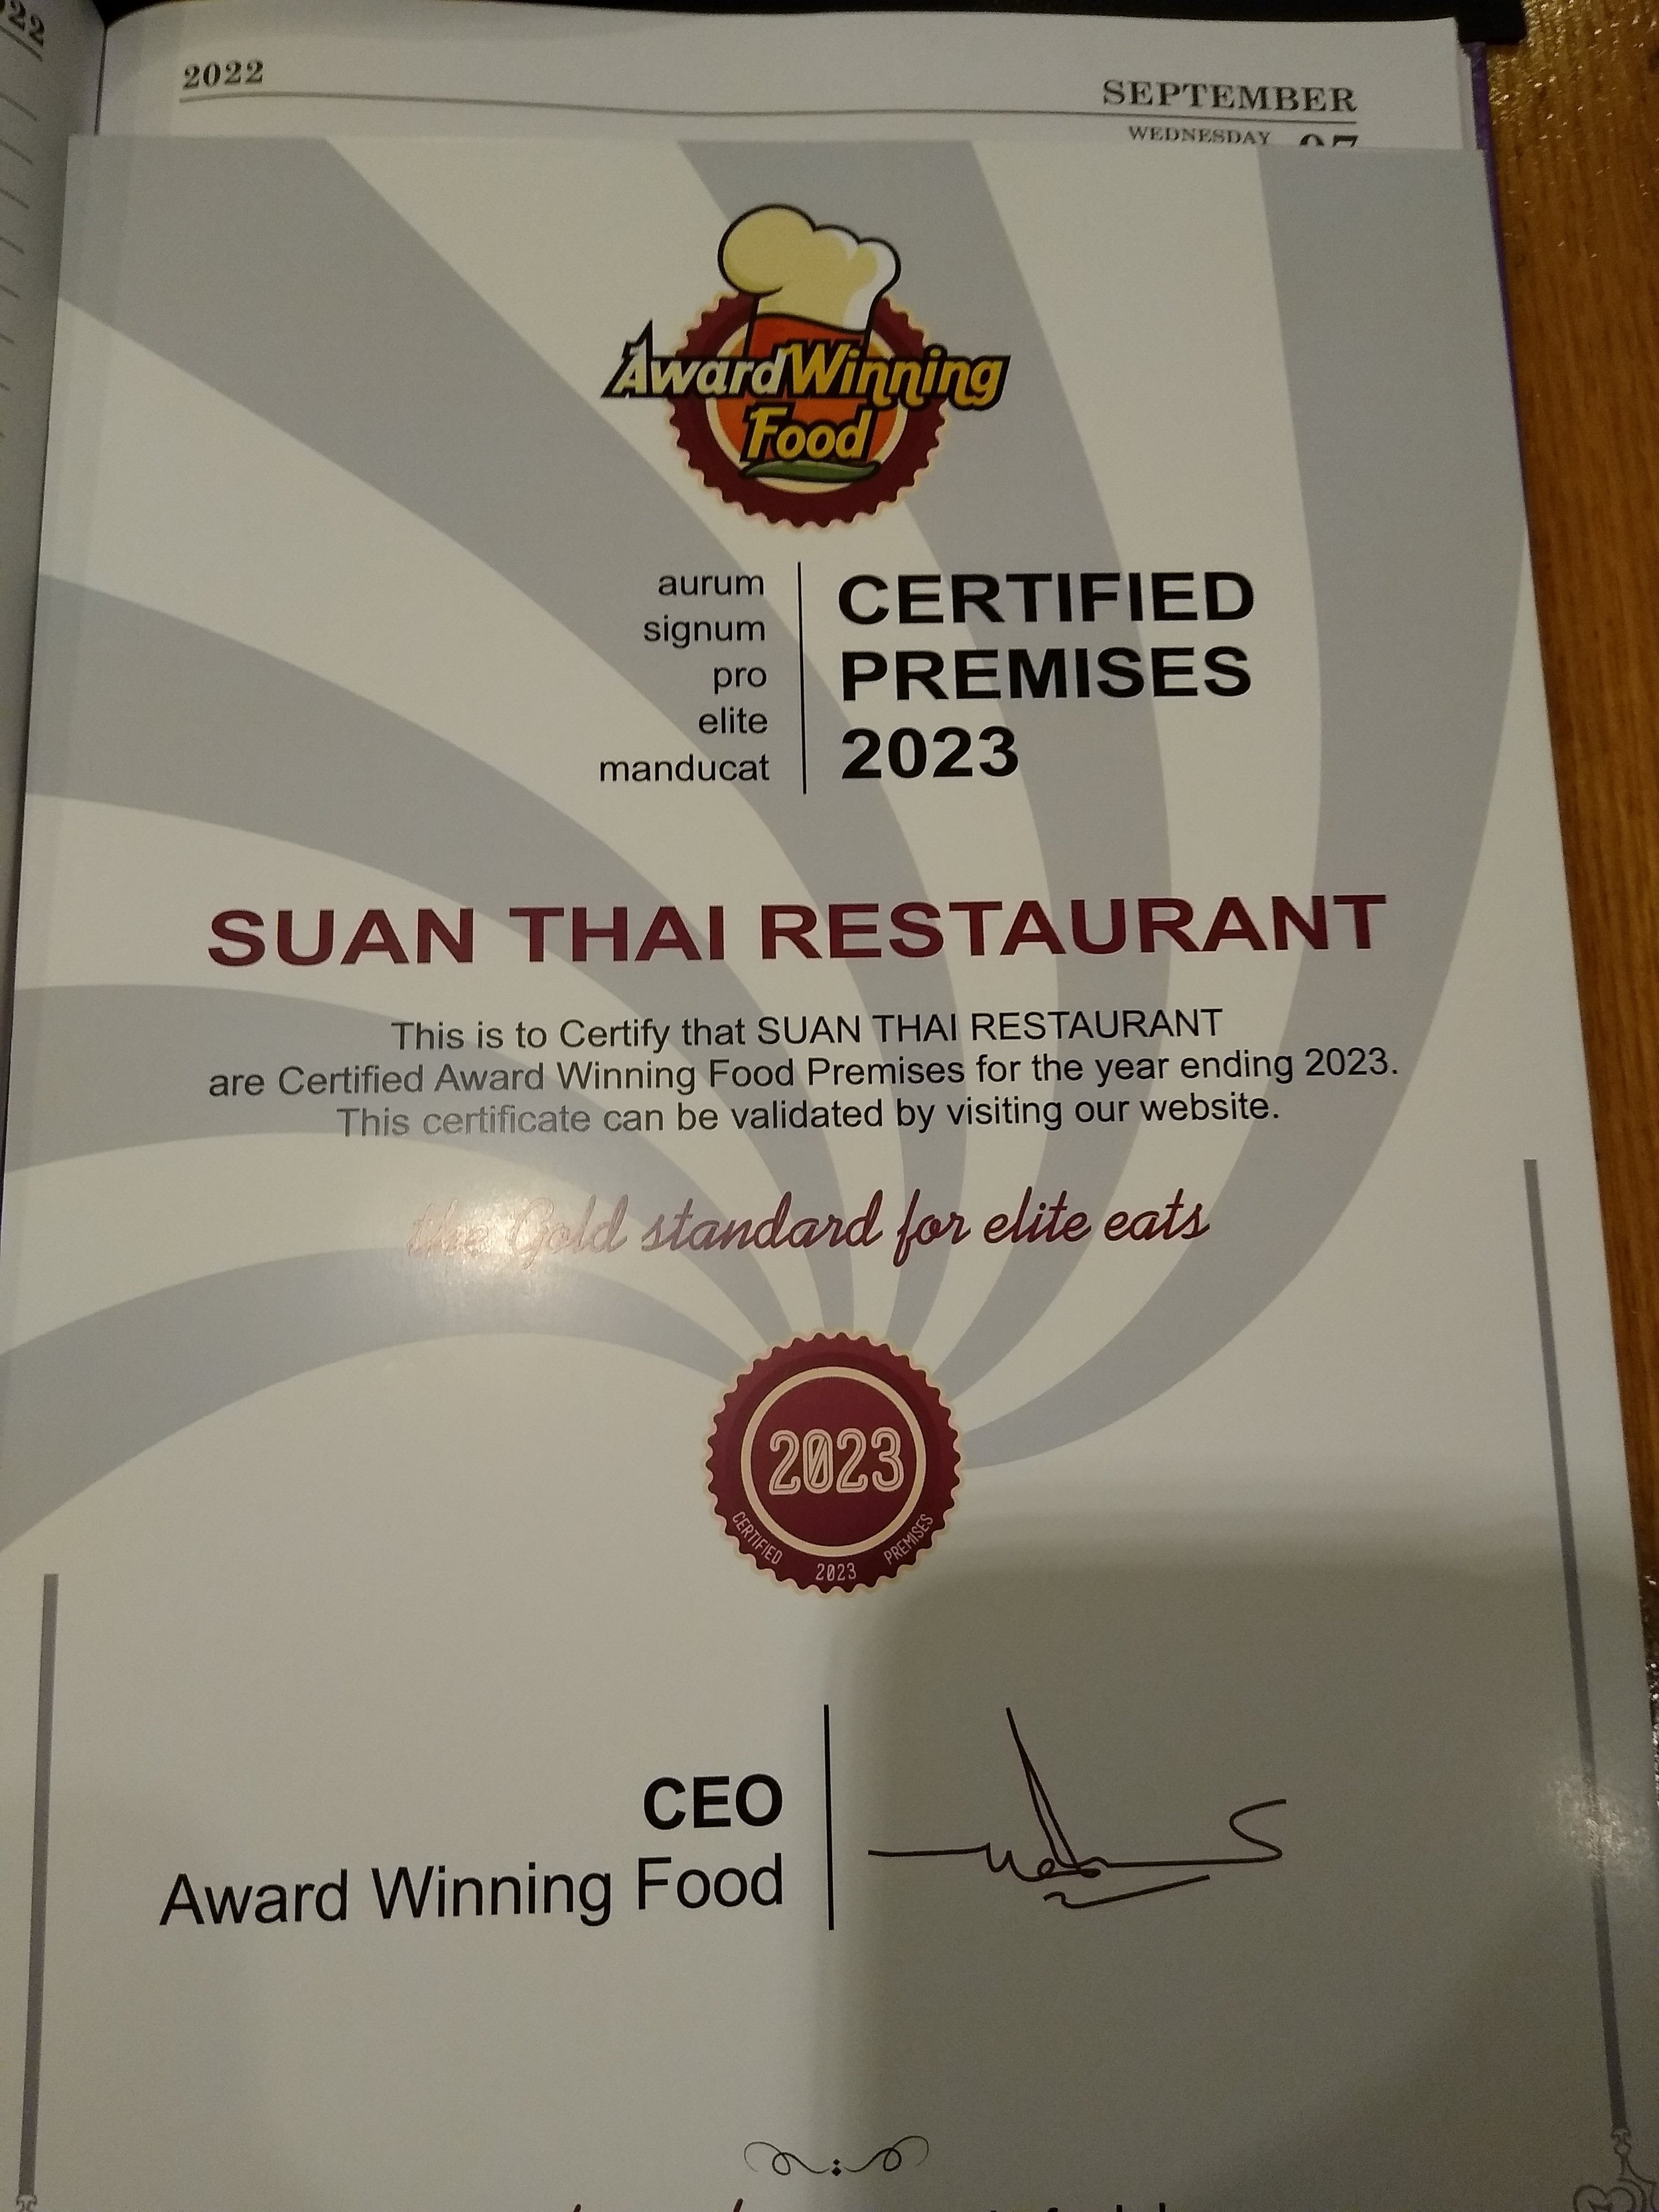 2022
SEPTEMBER
WEDNESDAY
Award Winning
Food
aurum
signum
pro
elite
manducat
CERTIFIED
PREMISES
2023
SUAN THAI RESTAURANT
This is to Certify that SUAN THAI RESTAURANT
are Certified Award Winning Food Premises for the year ending 2023.
This certificate can be validated by visiting our website.
the Gold standard for elite eats
2023
CERTIFIED 2023 PREMISES
CEO
Award Winning Food